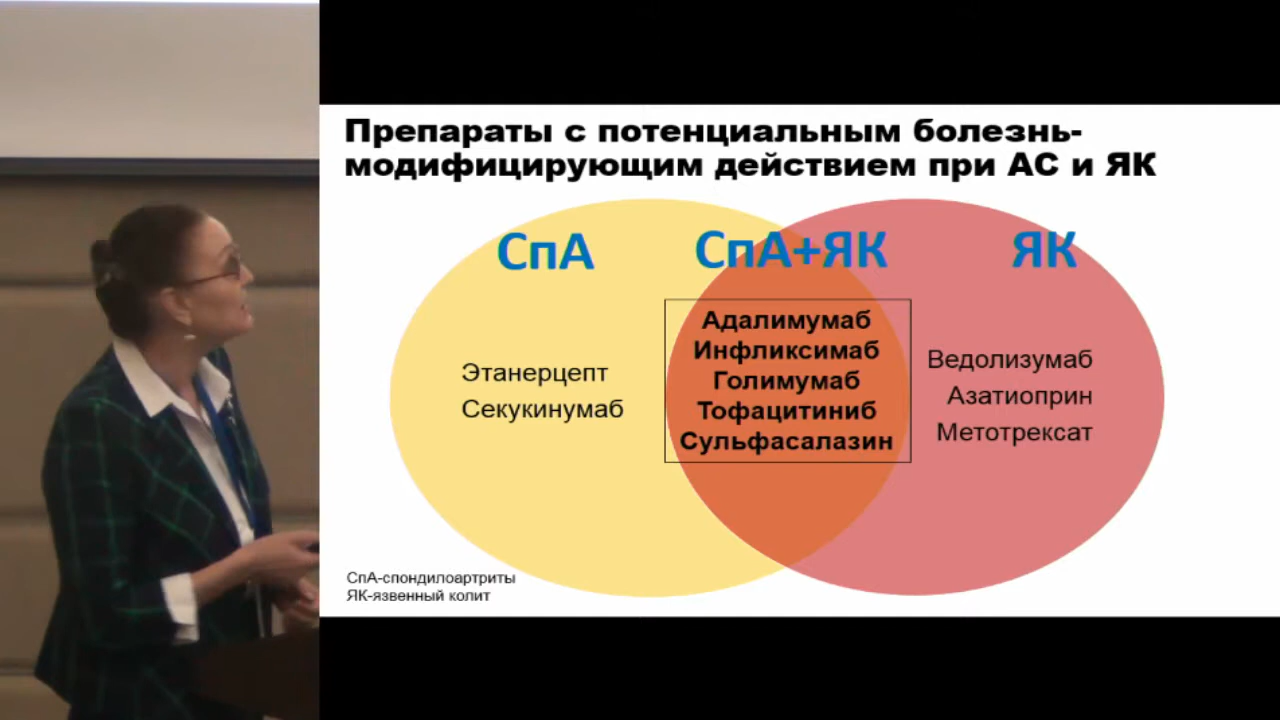 Препараты с потенциальным болезнь-
модифицирующим действием при АС и ЯК
СпА
СпА+ЯК
ЯК
Этанерцепт
Секукинумаб
Адалимумаб
Инфликсимаб
Голимумаб
Тофацитиниб
Сульфасалазин
Ведолизумаб
Азатиоприн
Метотрексат
СпА-спондилоартриты
ЯК-язвенный колит